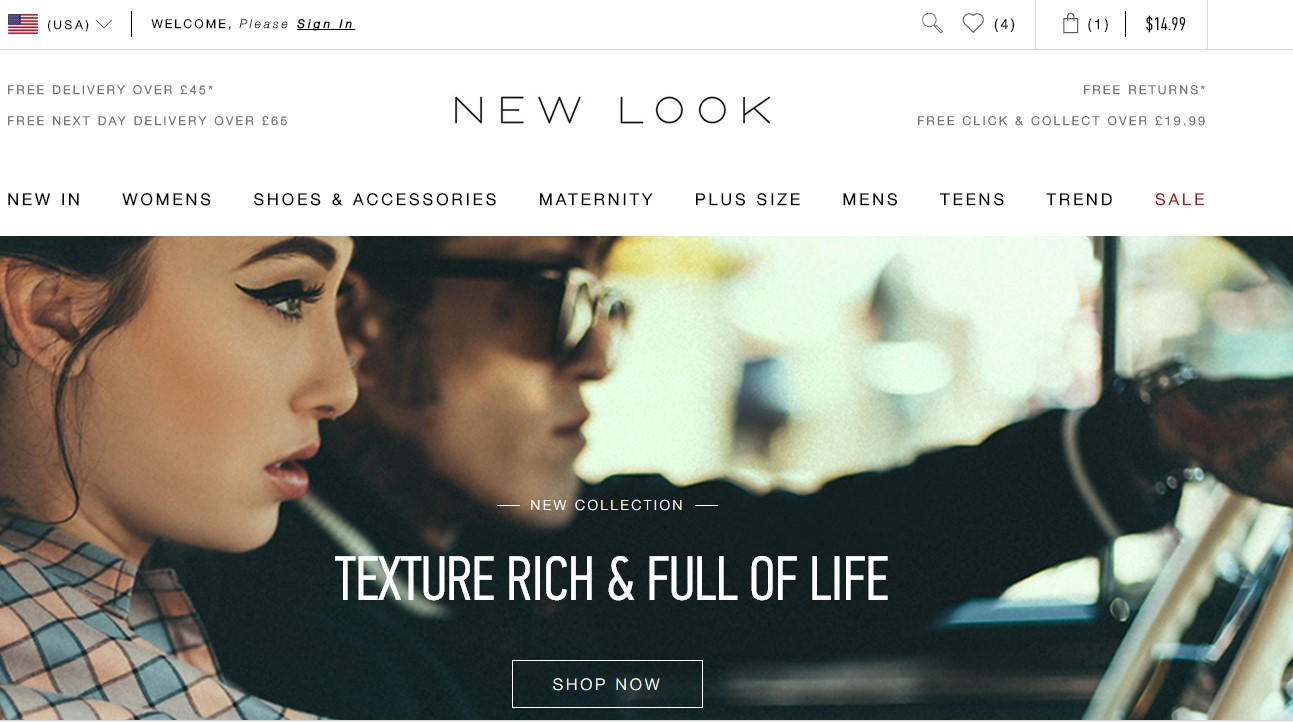 (USA)
WELCOME, Please Sign In
(4)
(1)
$14.99
FREE DELIVERY OVER £45*
FREE NEXT DAY DELIVERY OVER £65
NEW LOOK
FREE RETURNS*
FREE CLICK & COLLECT OVER £19.99
NEW IN WOMENS SHOES & ACCESSORIES MATERNITY PLUS SIZE MENS TEENS TREND SALE
NEW COLLECTION
TEXTURE RICH & FULL OF LIFE
SHOP NOW